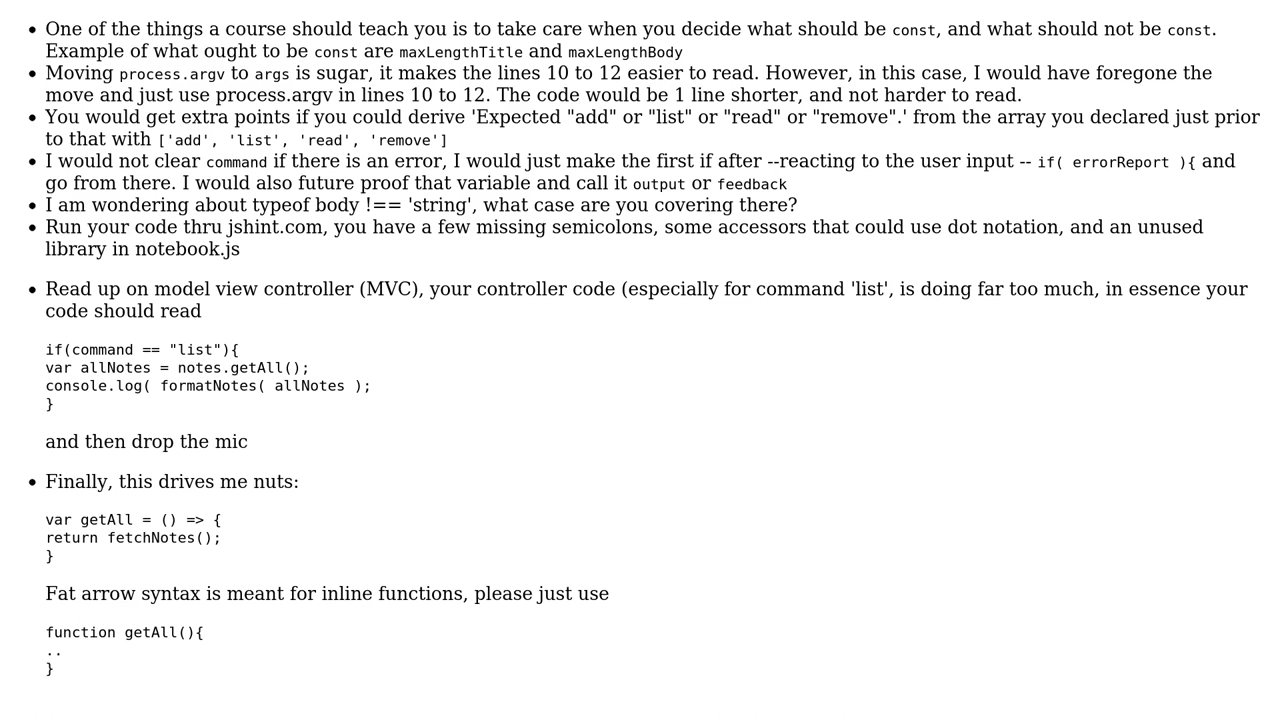 One of the things a course should teach you is to take care when you decide what should be const, and what should not be const.
Example of what ought to be const are maxLengthTitle and maxLengthBody
Moving process.argv to args is sugar, it makes the lines 10 to 12 easier to read. However, in this case, I would have foregone the
move and just use process.argv in lines 10 to 12. The code would be 1 line shorter, and not harder to read.
You would get extra points if you could derive 'Expected "add" or "list" or "read" or "remove".' from the array you declared just prior
to that with ['add', 'list', 'read', 'remove']
I would not clear command if there is an error, I would just make the first if after --reacting to the user input -- if( errorReport ){ and
go from there. I would also future proof that variable and call it output or feedback
I am wondering about typeof body !== 'string', what case are you covering there?
Run your code thru jshint.com, you have a few missing semicolons, some accessors that could use dot notation, and an unused
library in notebook.js
Read up on model view controller (MVC), your controller code (especially for command 'list', is doing far too much, in essence your
code should read
if(command == "list"){
var allNotes = notes.getAll();
console.log( formatNotes( allNotes );
}
and then drop the mic
Finally, this drives me nuts:
var getAll = () => {
return fetchNotes();
}
Fat arrow syntax is meant for inline functions, please just use
function getAll(){
..
}